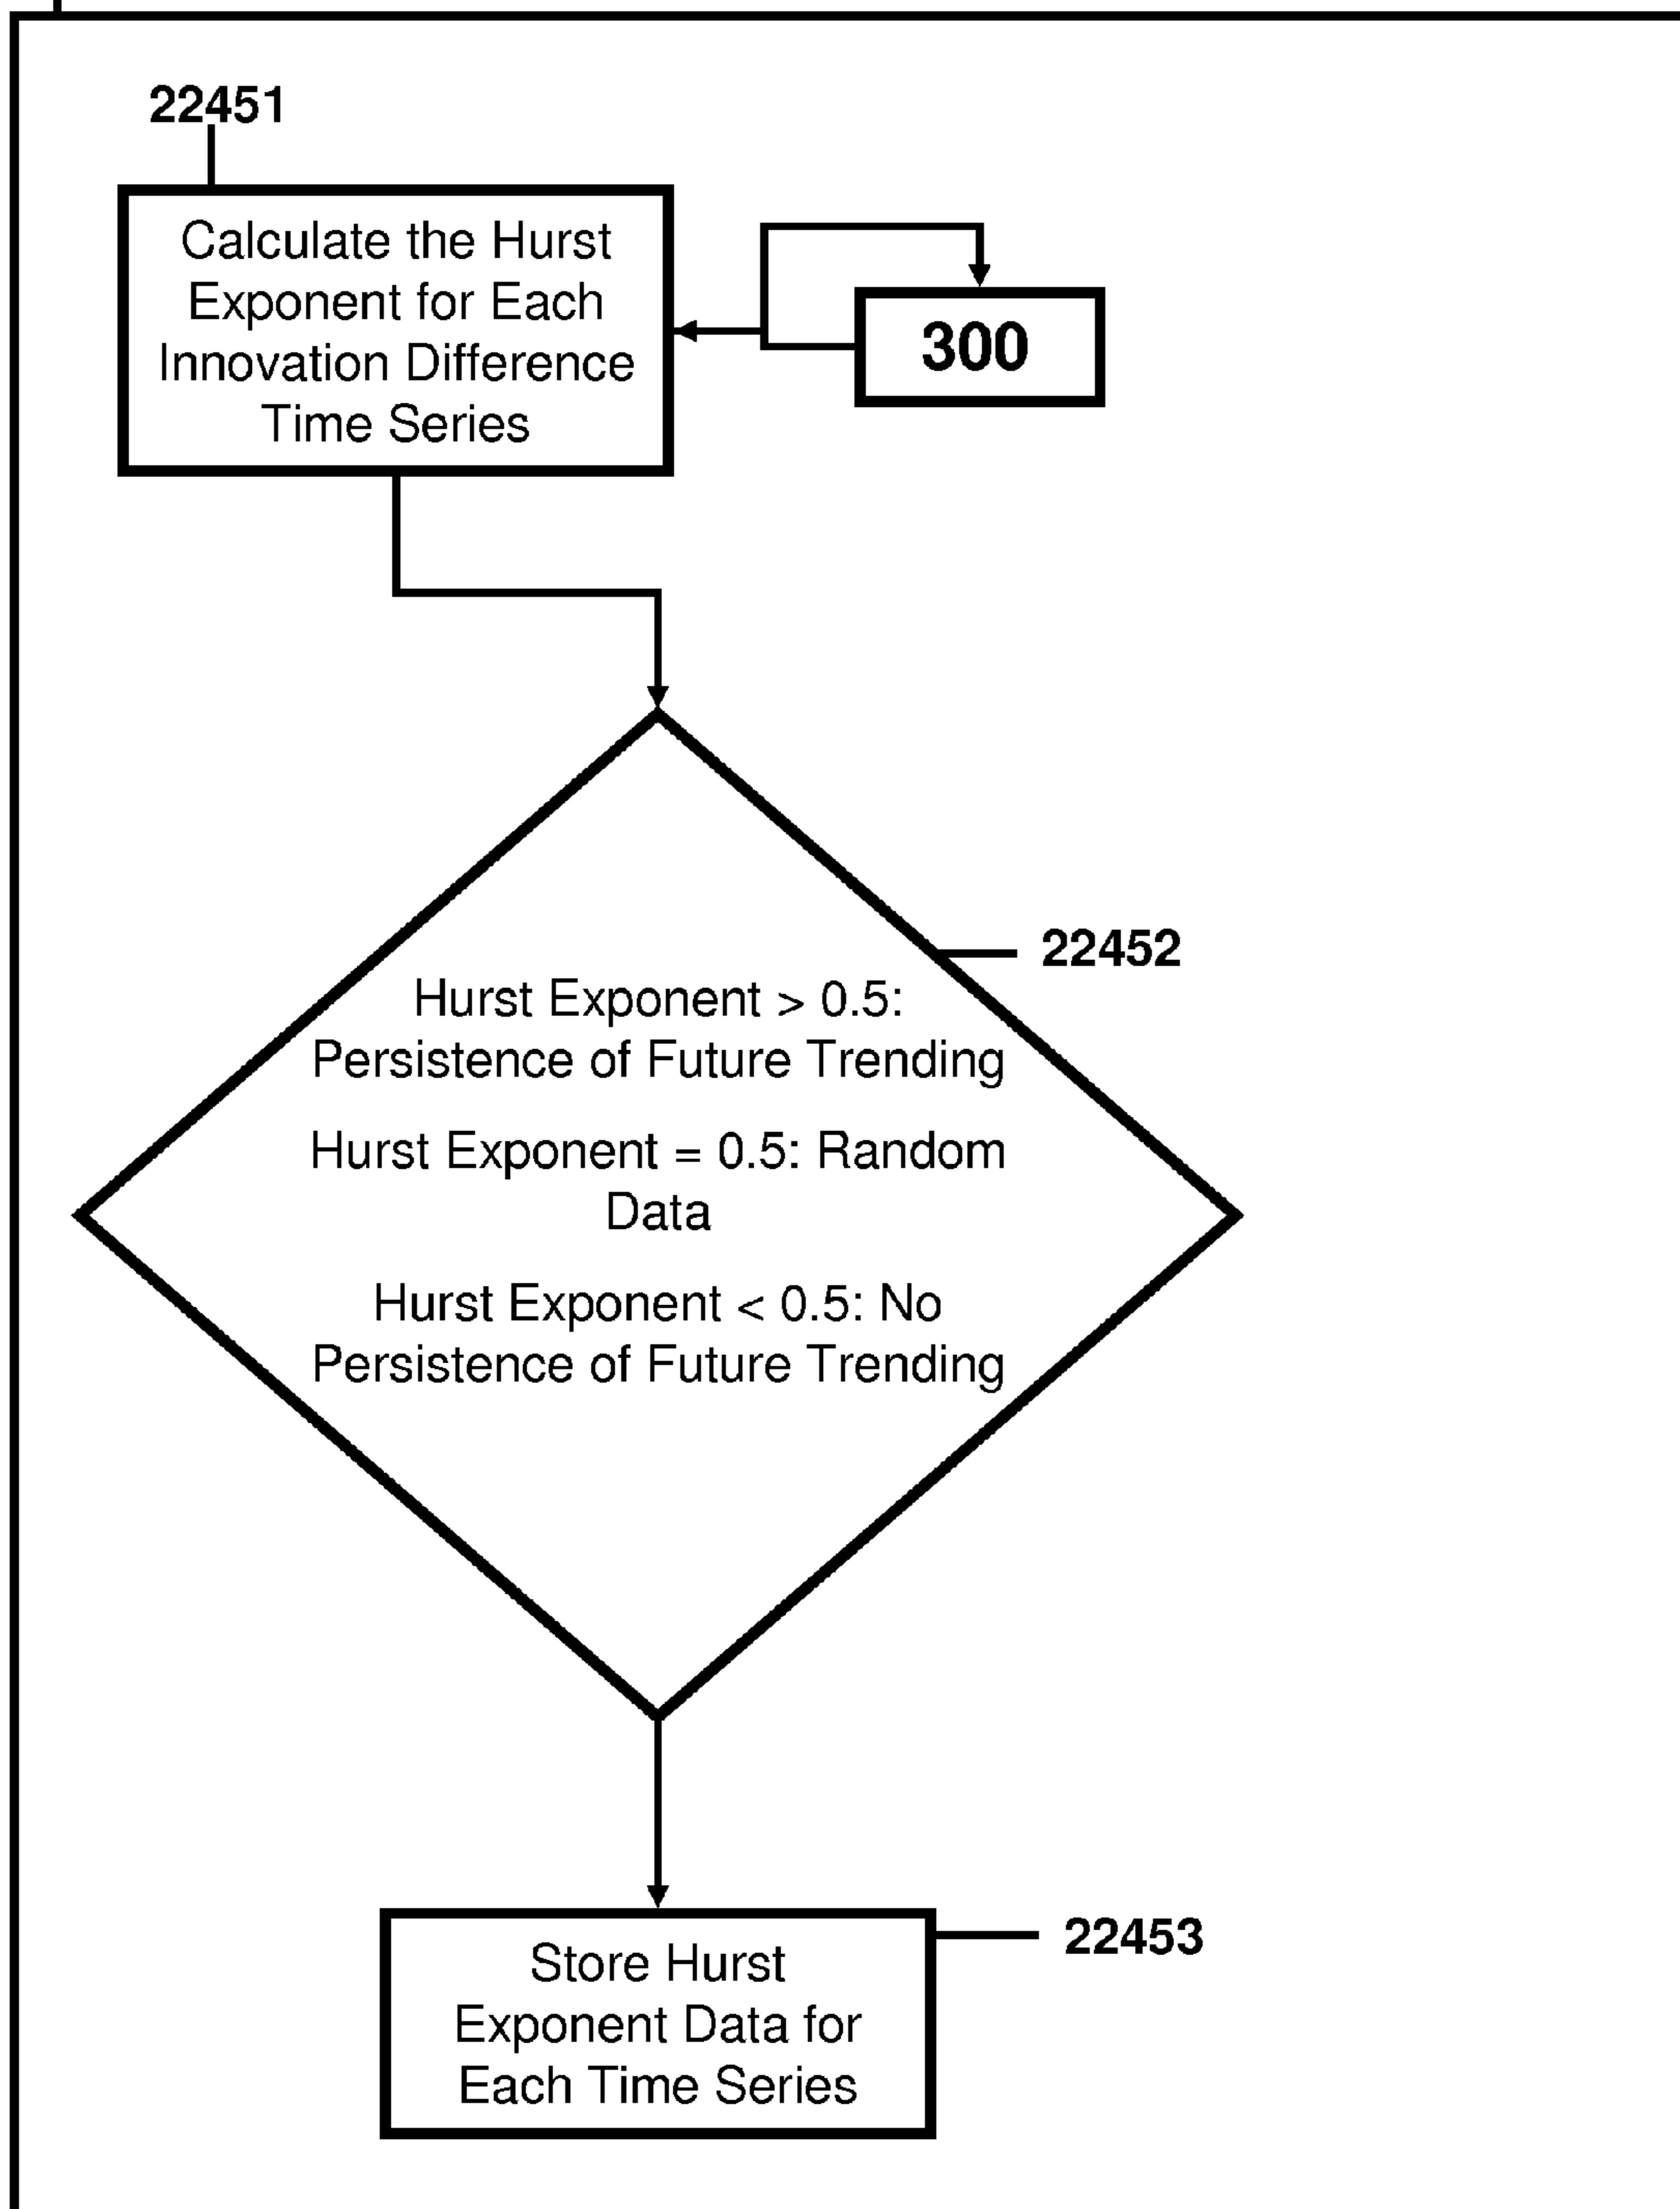 22451
Calculate the Hurst
Exponent for Each
Innovation Difference
Time Series
300
22452
Hurst Exponent > 0.5:
Persistence of Future Trending
Hurst Exponent = 0.5: Random
Data
Hurst Exponent < 0.5: No
Persistence of Future Trending
22453
Store Hurst
Exponent Data for
Each Time Series